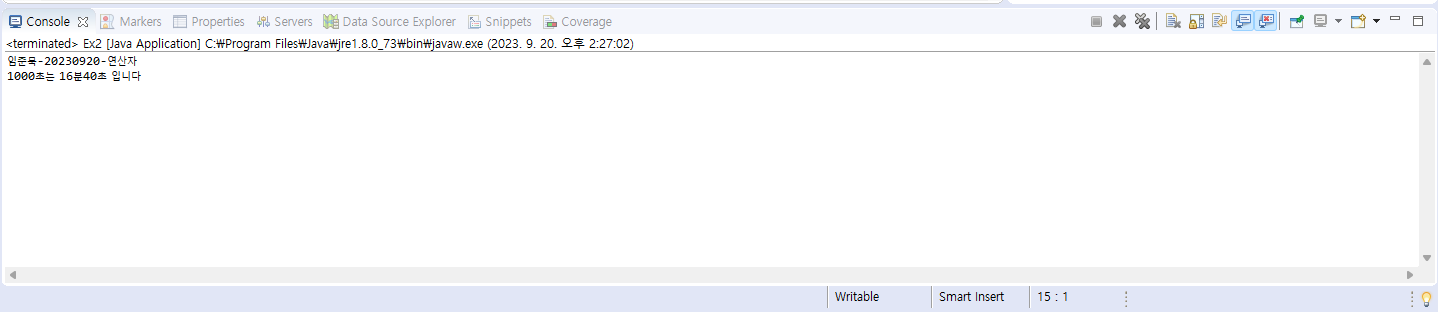 Console Markers Properties Servers Data Source Explorer Snippets Coverage
<terminated> Ex2 [Java Application] C:₩Program Files₩Java₩jre1.8.0_73₩bin₩javaw.exe (2023. 9. 20. 오후 2:27:02)
임준묵-20230920-연산자
1000초는 16분40초 입니다
Writable Smart Insert 15 : 1